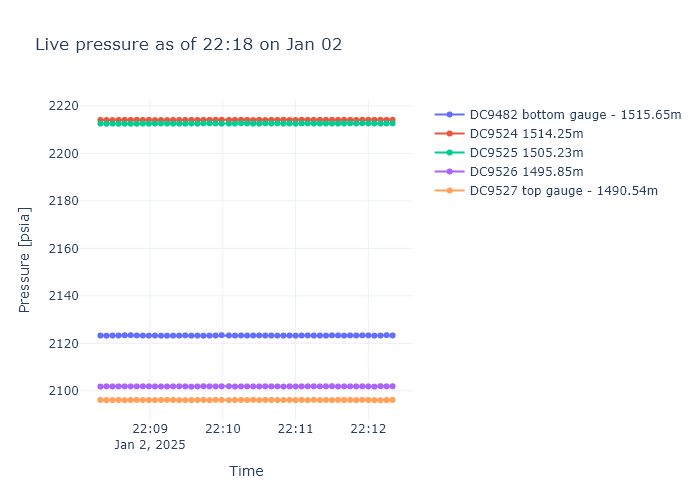 Live pressure as of 22:18 on Jan 02
DC9482 bottom gauge - 1515.65m
DC9524 1514.25m
DC9525 1505.23m
DC9526 1495.85m
DC9527 top gauge - 1490.54m
Pressure [psia]
2220
2200
2180
2160
2140
2120
2100
22:09
22:10
22:11
22:12
Jan 2, 2025
Time